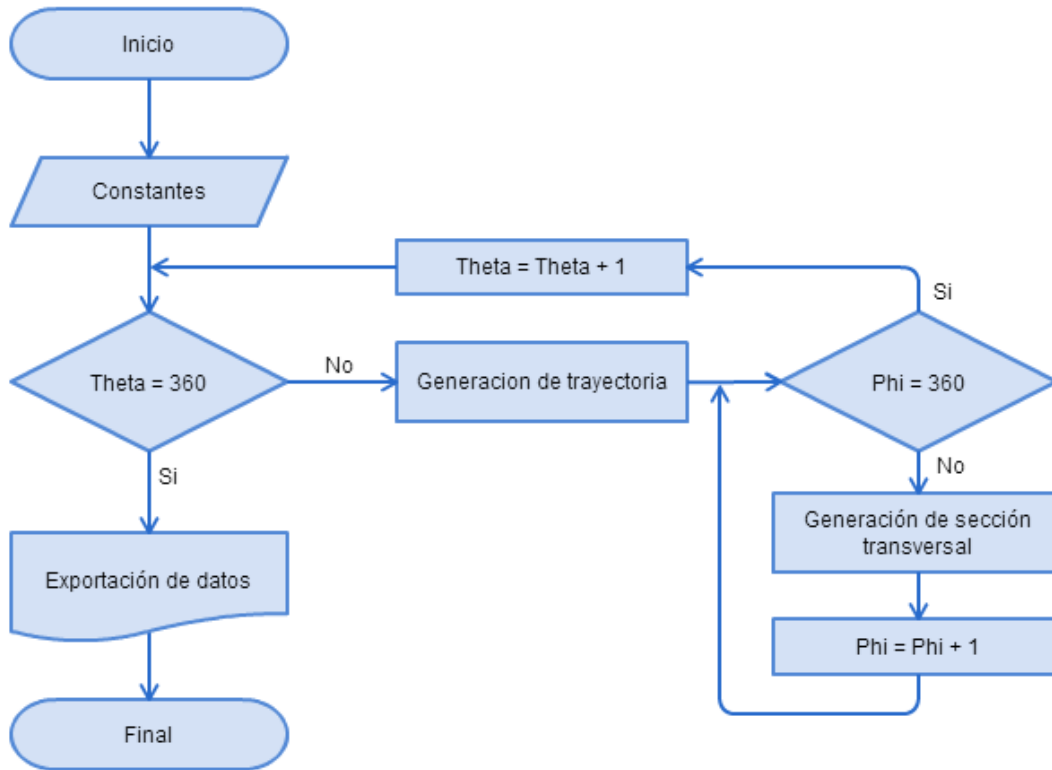 Inicio
Constantes
Theta = Theta + 1
Si
Theta = 360
No
Generacion de trayectoria
Phi = 360
Si
No
Generación de sección
transversal
Exportación de datos
Phi = Phi + 1
Final